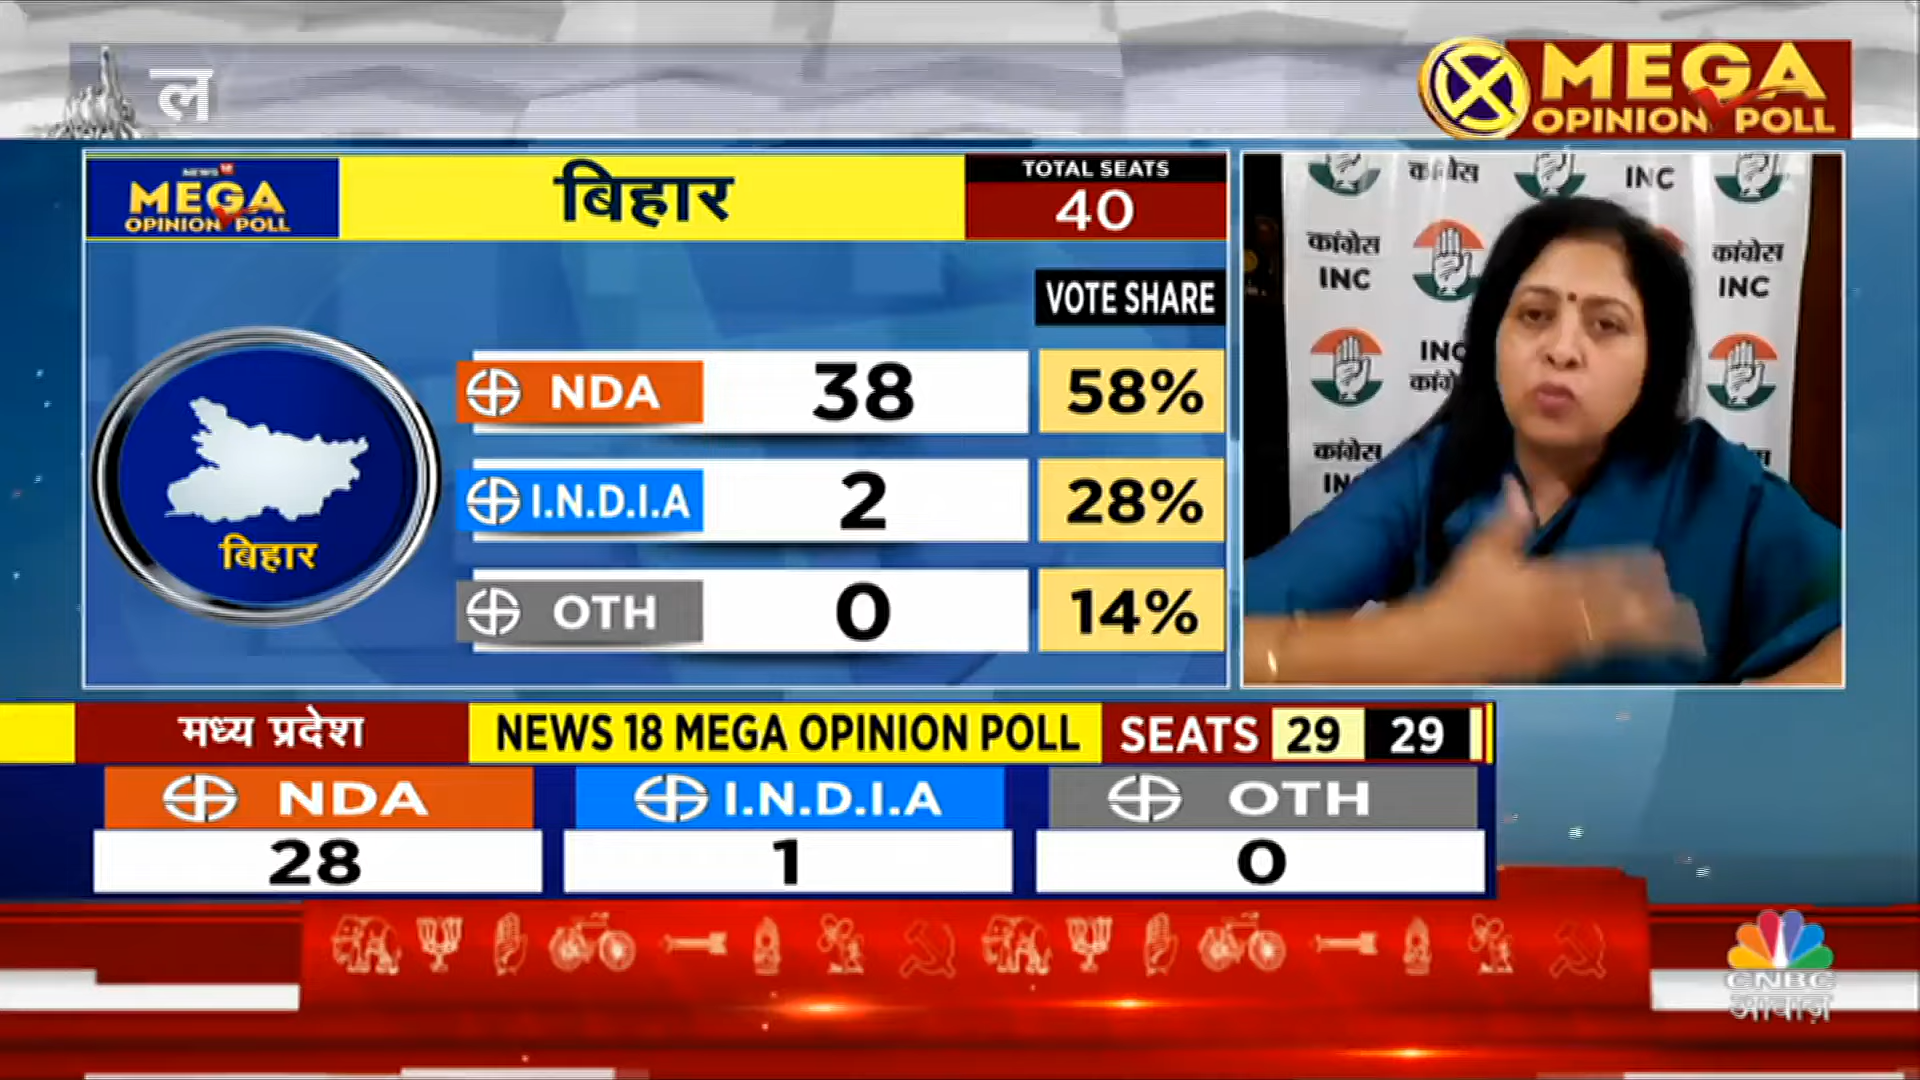 ल
MEGA
OPINION POLL
NEWS 18
MEGA
OPINION POLL
बिहार
TOTAL SEATS
40
VOTE SHARE
NDA 38 58%
I.N.D.I.A 2 28%
OTH 0 14%
बिहार
कांग्रेस INC
कांग्रेस
INC
कांग्रेस
INC
INC
कांग्रेस
मध्य प्रदेश NEWS 18 MEGA OPINION POLL SEATS 29 29
NDA I.N.D.I.A OTH
28 1 0
CNBC
आवाज़